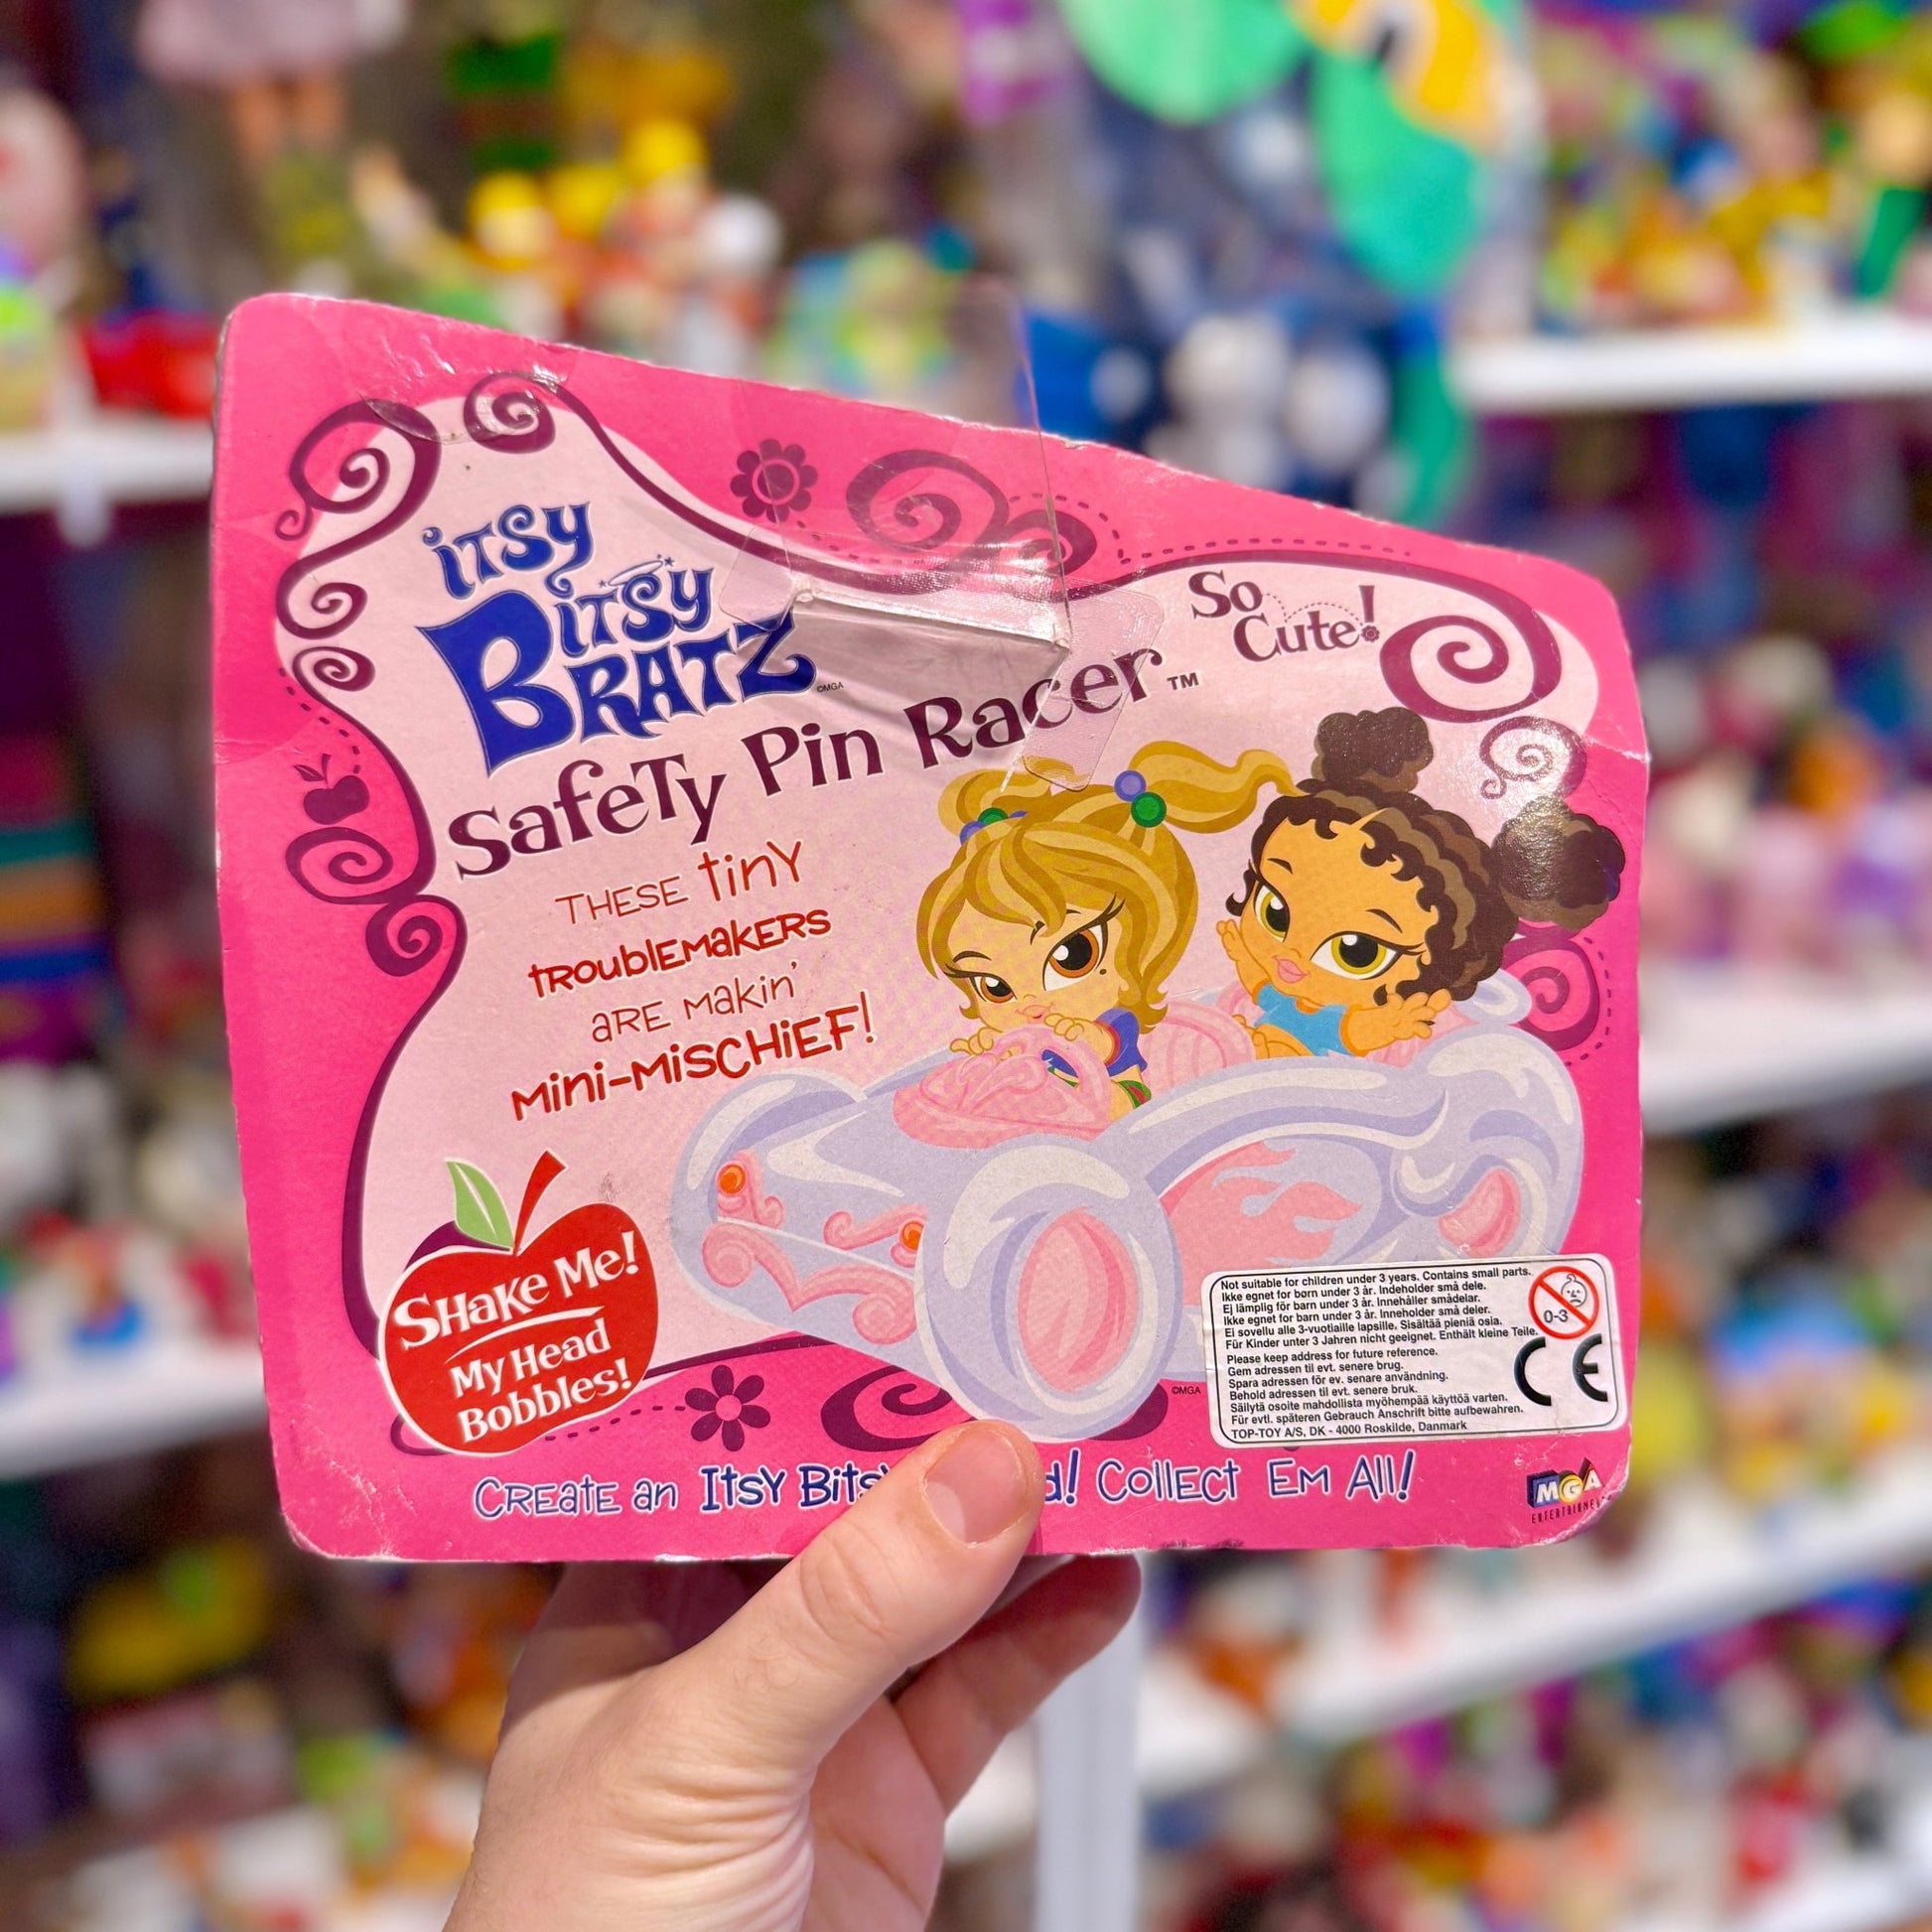 iTSY
BiTSY
BRATZ
©MGA
SafeTy Pin Racer™
So
Cute!
THESE tiny
TROUBLEMAKERS
ARE makin'
Mini-MiSCHiEF!
SHake Me!
My Head
Bobbles!
Not suitable for children under 3 years. Contains small parts.
Ikke egnet for børn under 3 år. Indeholder små dele.
Ej lämplig för barn under 3 år. Innehåller smådelar.
Ikke egnet for barn under 3 år. Inneholder små deler.
Ei sovellu alle 3-vuotiaille lapsille. Sisältää pieniä osia.
Für Kinder unter 3 Jahren nicht geeignet. Enthält kleine Teile.
0-3
Please keep address for future reference.
Gem adressen til evt. senere brug.
Spara adressen för ev. senare användning.
Behold adressen til evt. senere bruk.
Säilytä osoite mahdollista myöhempää käyttöä varten.
Für evtl. späteren Gebrauch Anschrift bitte aufbewahren.
TOP-TOY A/S, DK - 4000 Roskilde, Danmark
CE
©MGA
CREate an ItsY Bits d! Collect Em All!
MGA
ENTERTAINMENT